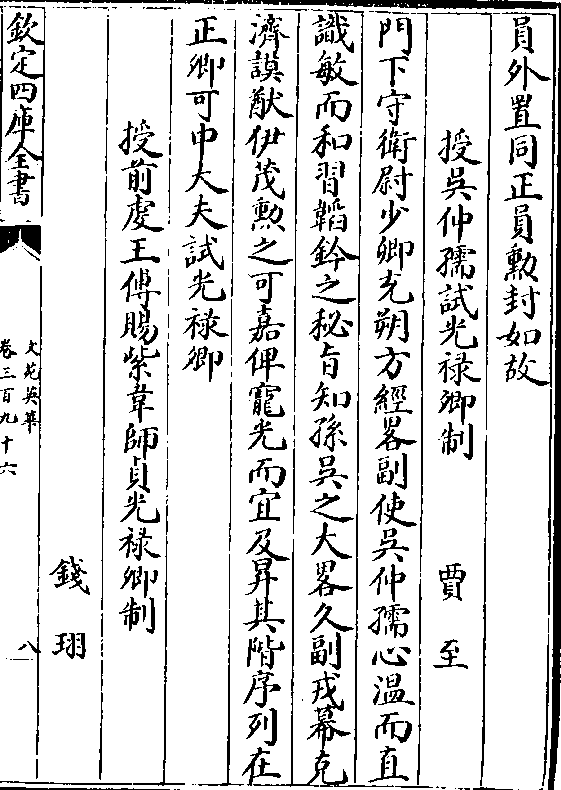 員外置同正員勲封如故
授吳仲孺試光禄卿制 賈至
門下守衛尉少卿充朔方經畧副使吳仲孺心溫而直
識敏而和習韜鈐之秘旨知孫吳之大畧久副戎幕克
濟謨猷伊茂勲之可嘉俾寵光而宜及昇其階序列在
正卿可中大夫試光禄卿
授前䖍王傅賜紫韋師貞光禄卿制
錢珝
欽定四庫全書
文苑英華
卷三百九十六
八